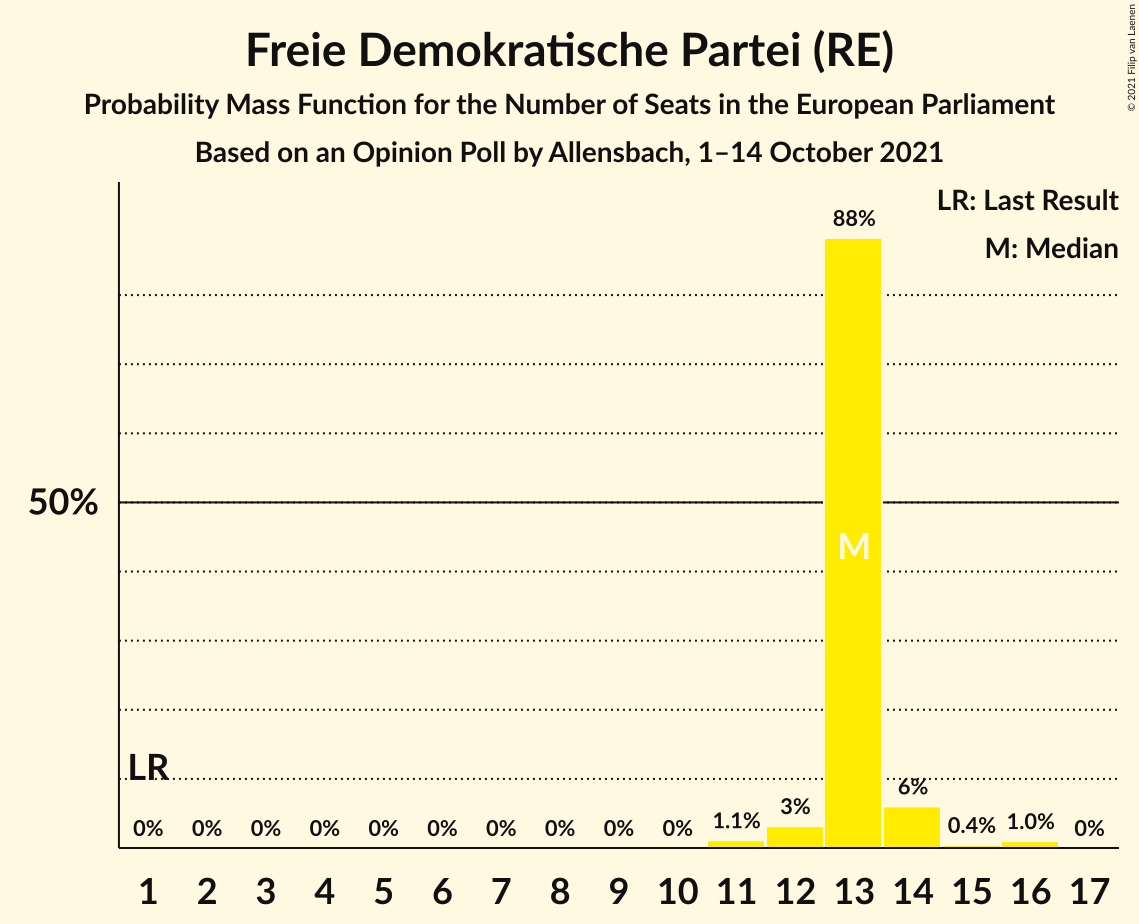 Freie Demokratische Partei (RE)
Probability Mass Function for the Number of Seats in the European Parliament
Based on an Opinion Poll by Allensbach, 1–14 October 2021
© 2021 Filip van Laenen
LR: Last Result
M: Median
88%
50%
M
LR
0% 0% 0% 0% 0% 0% 0% 0% 0% 0% 1.1% 3% 6% 0.4% 1.0% 0%
1 2 3 4 5 6 7 8 9 10 11 12 13 14 15 16 17